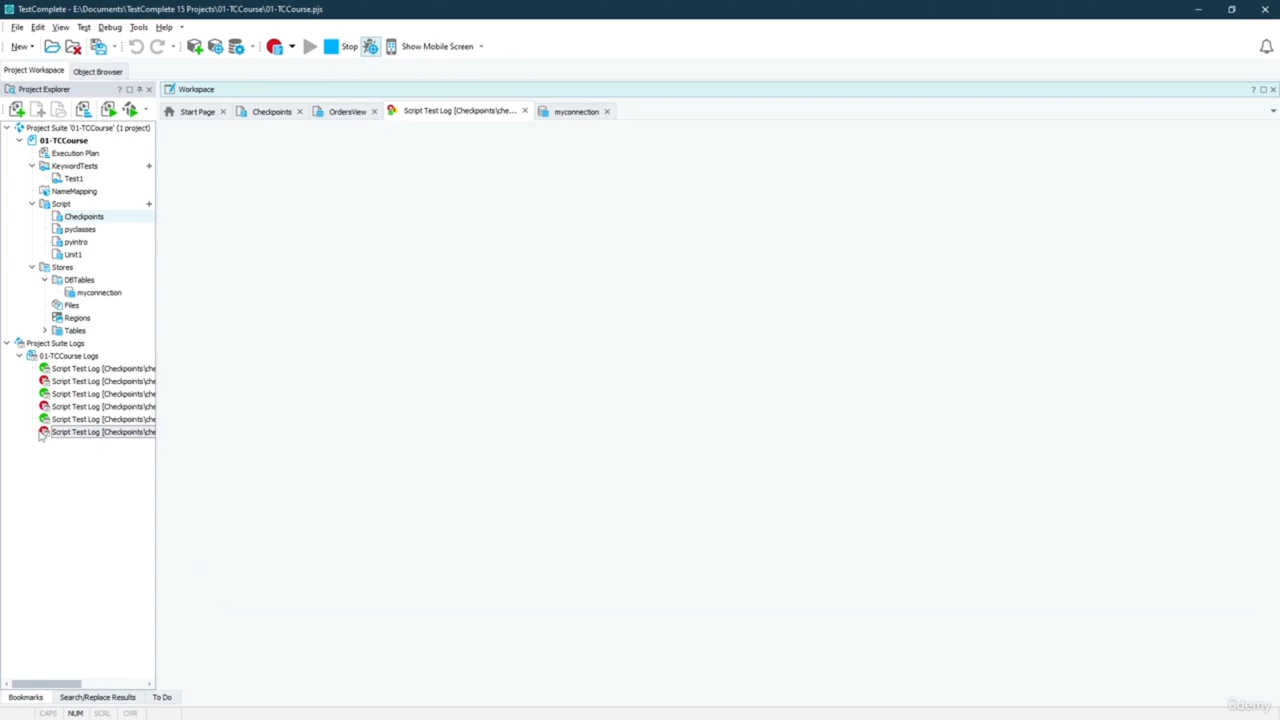 TestComplete - E:\Documents\TestComplete 15 Projects\01-TCCourse\01-TCCourse.pjs
File Edit View Test Debug Tools Help
New Stop Show Mobile Screen
Project Workspace Object Browser
Project Explorer ? Workspace ?
Start Page Checkpoints OrdersView Script Test Log [Checkpoints\che... myconnection
Project Suite '01-TCCourse' (1 project)
01-TCCourse
Execution Plan
KeywordTests
Test1
NameMapping
Script
Checkpoints
pyclasses
pyintro
Unit1
Stores
DBTables
myconnection
Files
Regions
Tables
Project Suite Logs
01-TCCourse Logs
Script Test Log [Checkpoints\che
Script Test Log [Checkpoints\che
Script Test Log [Checkpoints\che
Script Test Log [Checkpoints\che
Script Test Log [Checkpoints\che
Script Test Log [Checkpoints\che
Bookmarks Search/Replace Results To Do
CAPS NUM SCRL OVR
ûdemy